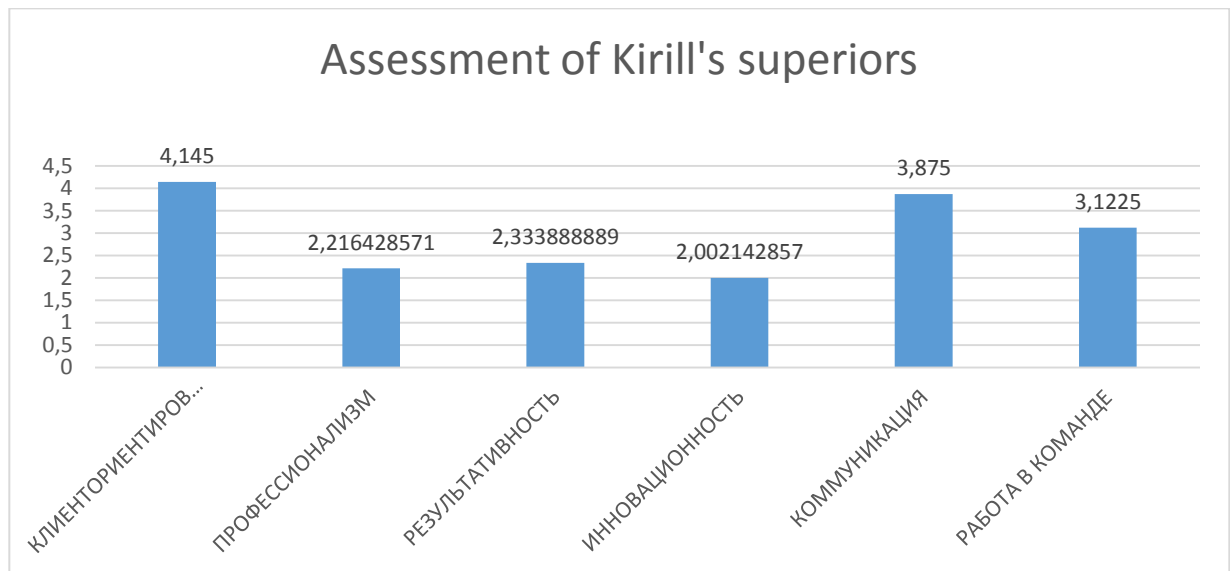 Assessment of Kirill's superiors
4,145
2,216428571
2,333888889
2,002142857
3,875
3,1225
4,5
4
3,5
3
2,5
2
1,5
1
0,5
0
КЛИЕНТОРИЕНТИРОВ...
ПРОФЕССИОНАЛИЗМ
РЕЗУЛЬТАТИВНОСТЬ
ИННОВАЦИОННОСТЬ
КОММУНИКАЦИЯ
РАБОТА В КОМАНДЕ